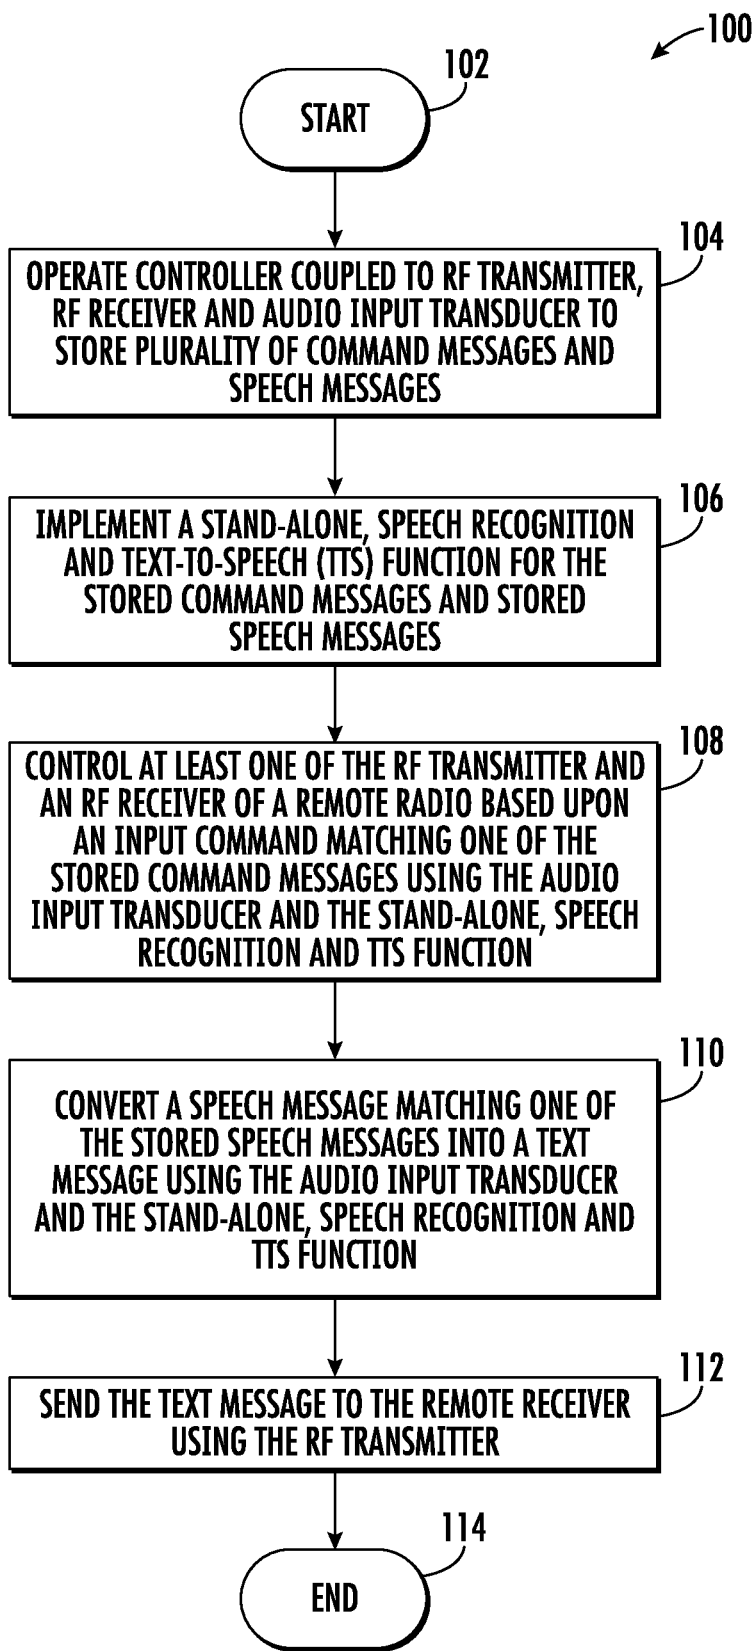 100
102
START
104
OPERATE CONTROLLER COUPLED TO RF TRANSMITTER,
RF RECEIVER AND AUDIO INPUT TRANSDUCER TO
STORE PLURALITY OF COMMAND MESSAGES AND
SPEECH MESSAGES
106
IMPLEMENT A STAND-ALONE, SPEECH RECOGNITION
AND TEXT-TO-SPEECH (TTS) FUNCTION FOR THE
STORED COMMAND MESSAGES AND STORED
SPEECH MESSAGES
108
CONTROL AT LEAST ONE OF THE RF TRANSMITTER AND
AN RF RECEIVER OF A REMOTE RADIO BASED UPON
AN INPUT COMMAND MATCHING ONE OF THE
STORED COMMAND MESSAGES USING THE AUDIO
INPUT TRANSDUCER AND THE STAND-ALONE, SPEECH
RECOGNITION AND TTS FUNCTION
110
CONVERT A SPEECH MESSAGE MATCHING ONE OF
THE STORED SPEECH MESSAGES INTO A TEXT
MESSAGE USING THE AUDIO INPUT TRANSDUCER
AND THE STAND-ALONE, SPEECH RECOGNITION AND
TTS FUNCTION
112
SEND THE TEXT MESSAGE TO THE REMOTE RECEIVER
USING THE RF TRANSMITTER
114
END